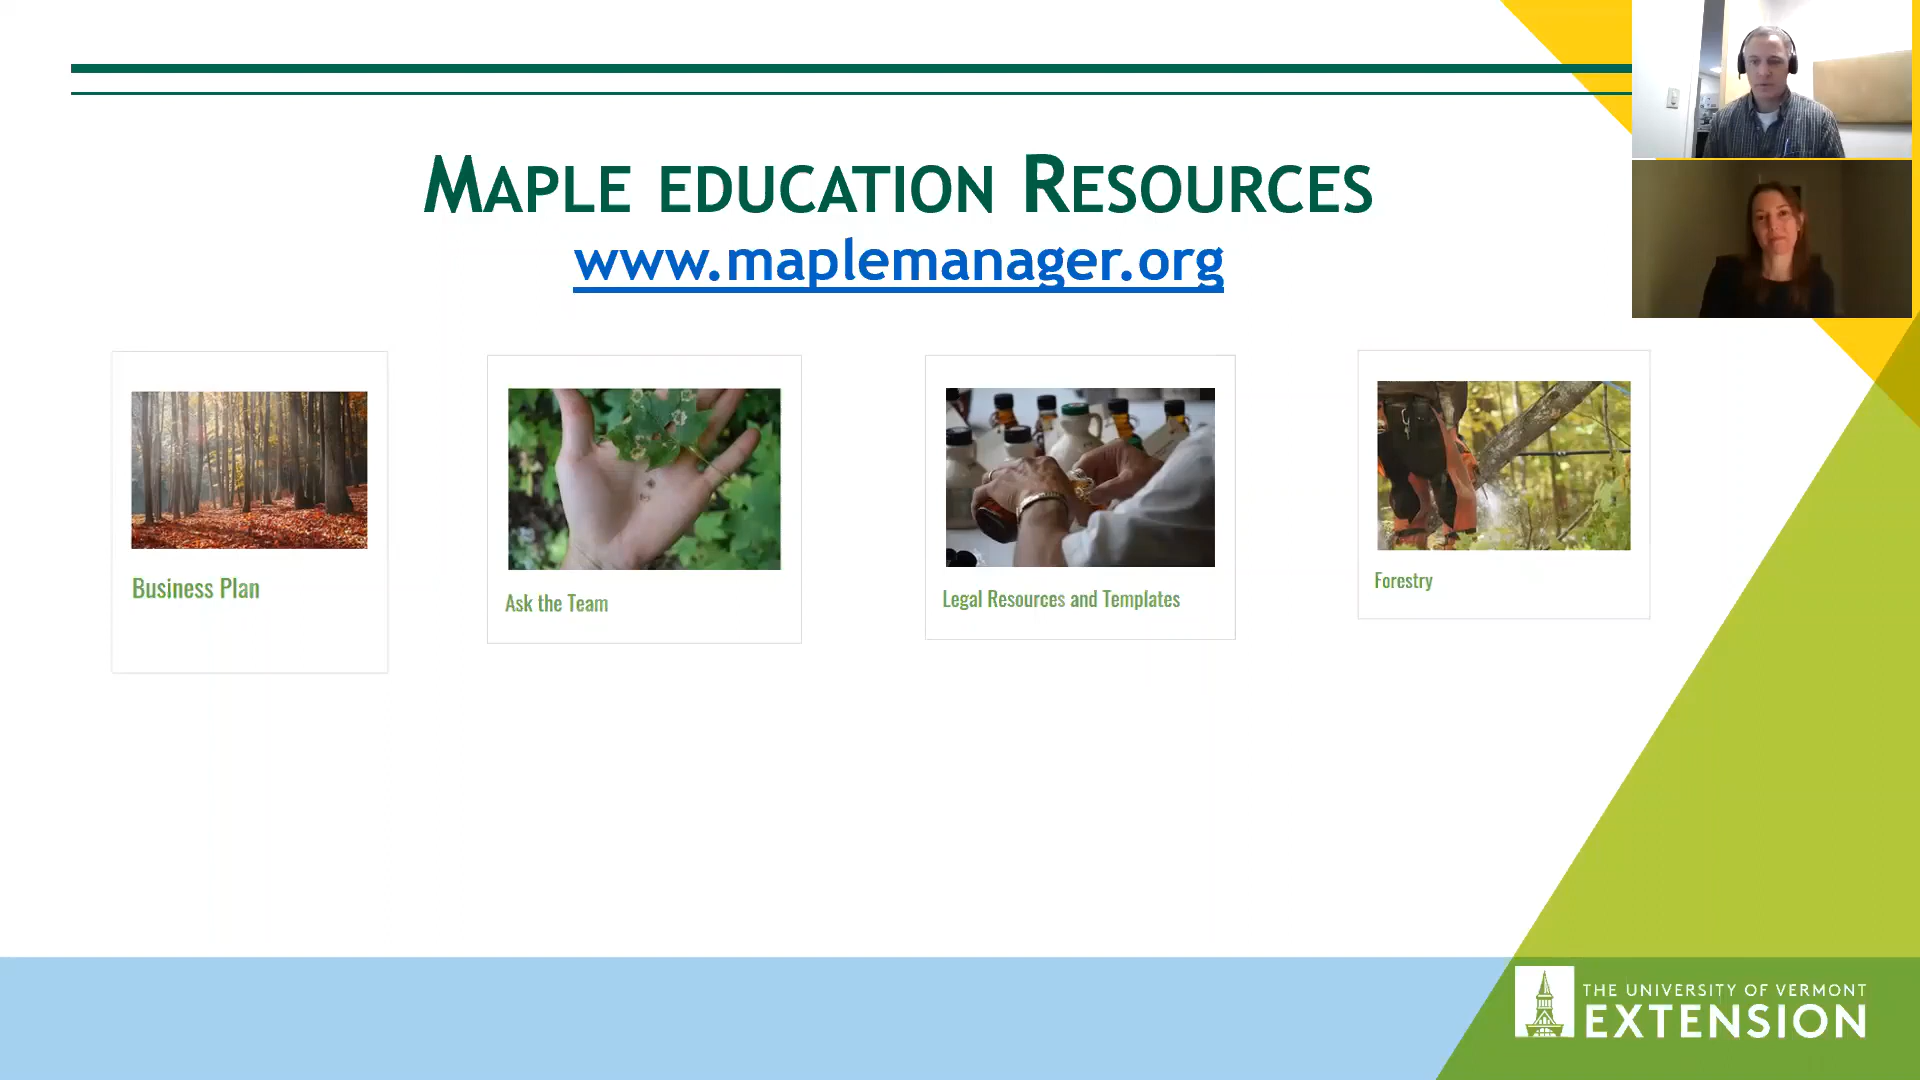 Maple education Resources
www.maplemanager.org
Business Plan
Ask the Team
Legal Resources and Templates
Forestry
THE UNIVERSITY OF VERMONT
EXTENSION